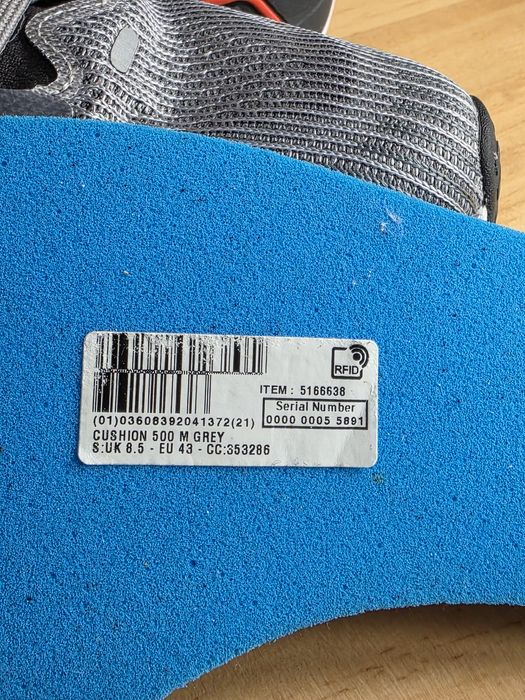 RFID
ITEM : 5166638
Serial Number
0000 0005 5891
(01)03608392041372(21)
CUSHION 500 M GREY
S:UK 8.5 - EU 43 - CC:353286